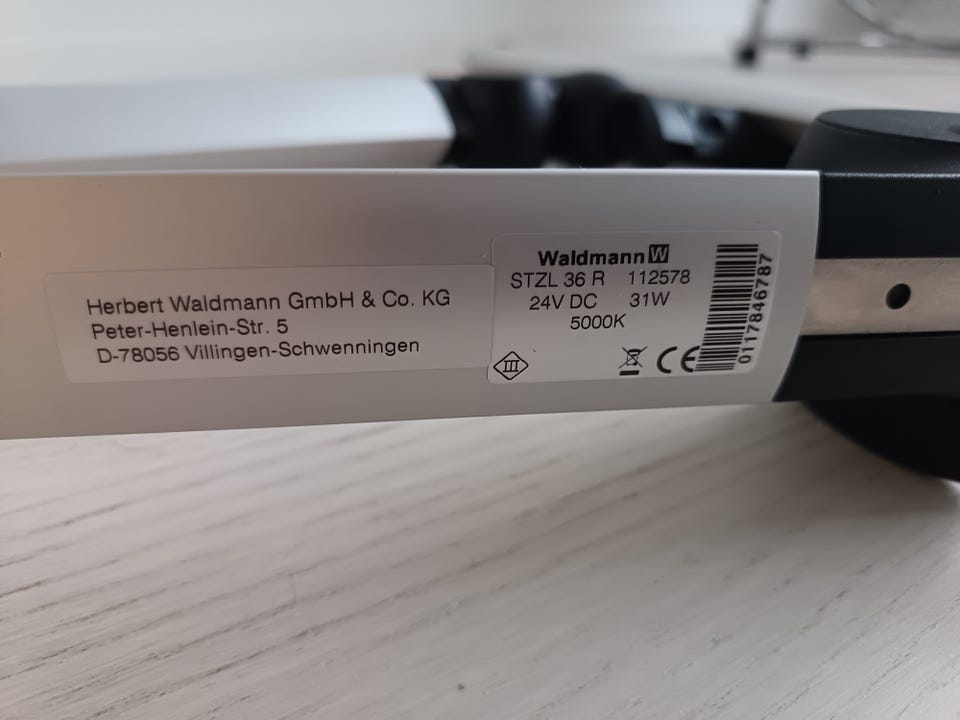 Herbert Waldmann GmbH & Co. KG
Peter-Henlein-Str. 5
D-78056 Villingen-Schwenningen
Waldmann W
STZL 36 R 112578
24V DC 31W
5000K
III
CE
0117846787